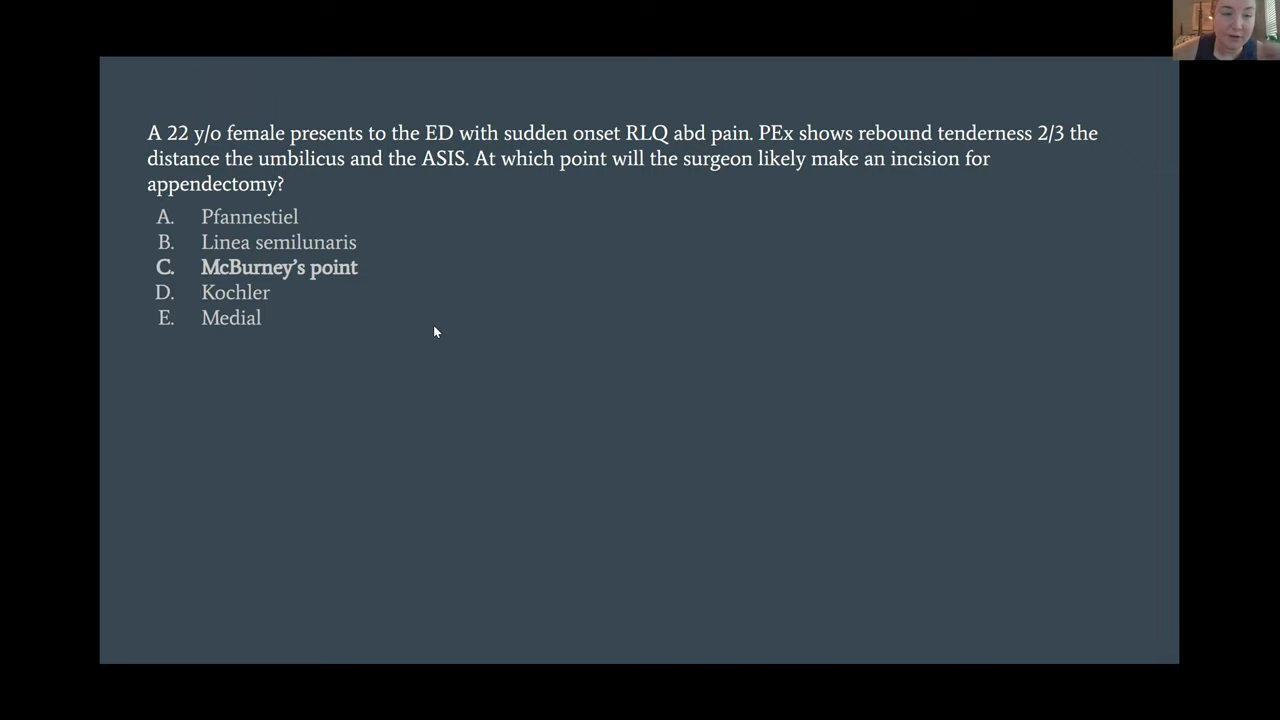 A 22 y/o female presents to the ED with sudden onset RLQ abd pain. PEx shows rebound tenderness 2/3 the
distance the umbilicus and the ASIS. At which point will the surgeon likely make an incision for
appendectomy?
A. Pfannestiel
B. Linea semilunaris
C. McBurney's point
D. Kochler
E. Medial